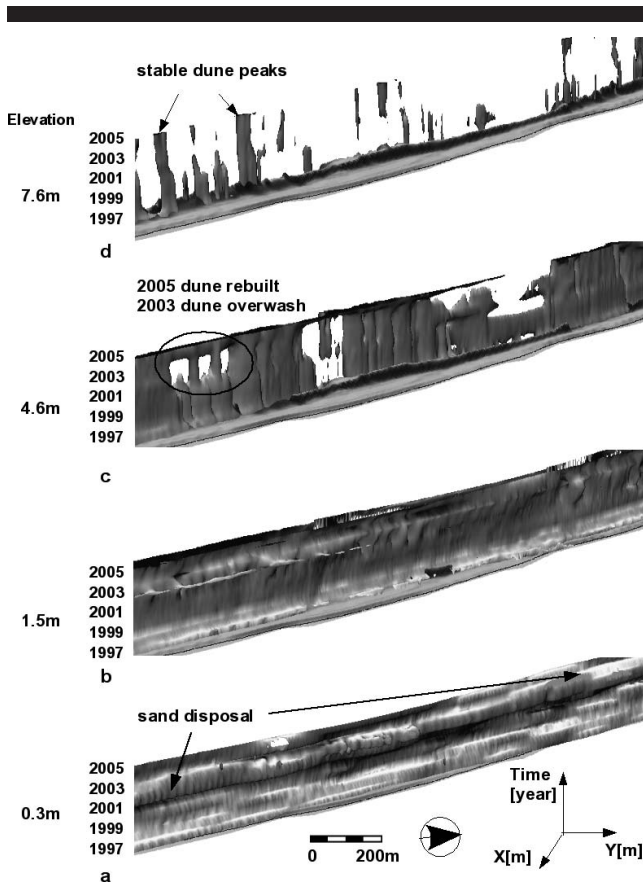 stable dune peaks
Elevation
2005
2003
2001
7.6m 1999
1997
d
2005 dune rebuilt
2003 dune overwash
2005
2003
4.6m 2001
1999
1997
c
2005
2003
1.5m 2001
1999
1997
b
sand disposal
2005
2003
0.3m 2001
1999
1997
a
0 200m
Time
[year]
X[m] Y[m]